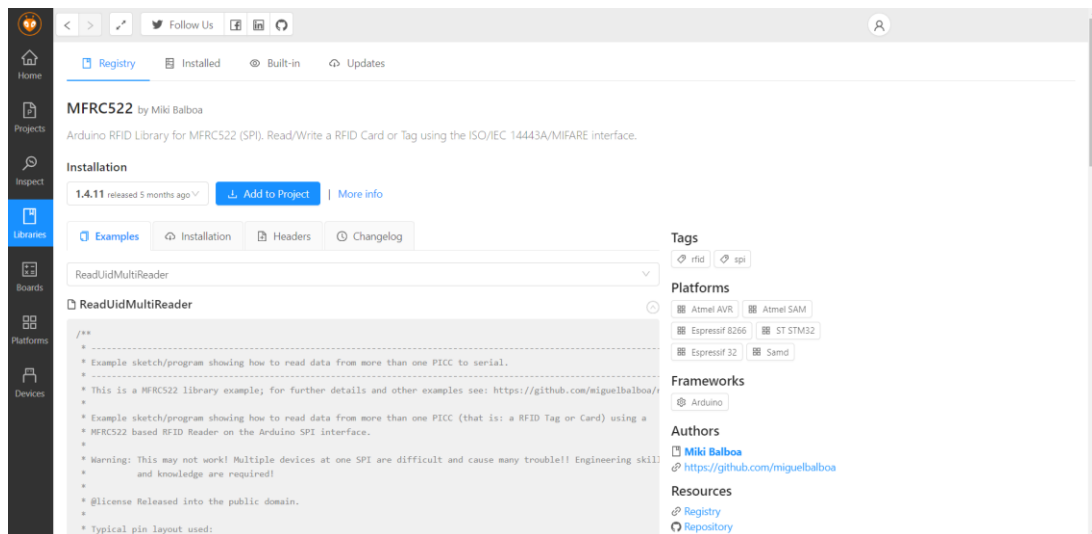 Follow Us
Home
Projects
Inspect
Libraries
Boards
Platforms
Devices
Registry Installed Built-in Updates
MFRC522 by Miki Balboa
Arduino RFID Library for MFRC522 (SPI). Read/Write a RFID Card or Tag using the ISO/IEC 14443A/MIFARE interface.
Installation
1.4.11 released 5 months ago Add to Project | More info
Examples Installation Headers Changelog
ReadUidMultiReader
ReadUidMultiReader
/**
* --------------------------------------------------------------------------------------------------------------------
* Example sketch/program showing how to read data from more than one PICC to serial.
* --------------------------------------------------------------------------------------------------------------------
* This is a MFRC522 library example; for further details and other examples see: https://github.com/miguelbalboa/
*
* Example sketch/program showing how to read data from more than one PICC (that is: a RFID Tag or Card) using a
* MFRC522 based RFID Reader on the Arduino SPI interface.
*
* Warning: This may not work! Multiple devices at one SPI are difficult and cause many trouble!! Engineering skil
and knowledge are required!
*
* @license Released into the public domain.
*
* Typical pin layout used:
Tags
rfid spi
Platforms
Atmel AVR Atmel SAM
Espressif 8266 ST STM32
Espressif 32 Samd
Frameworks
Arduino
Authors
Miki Balboa
https://github.com/miguelbalboa
Resources
Registry
Repository